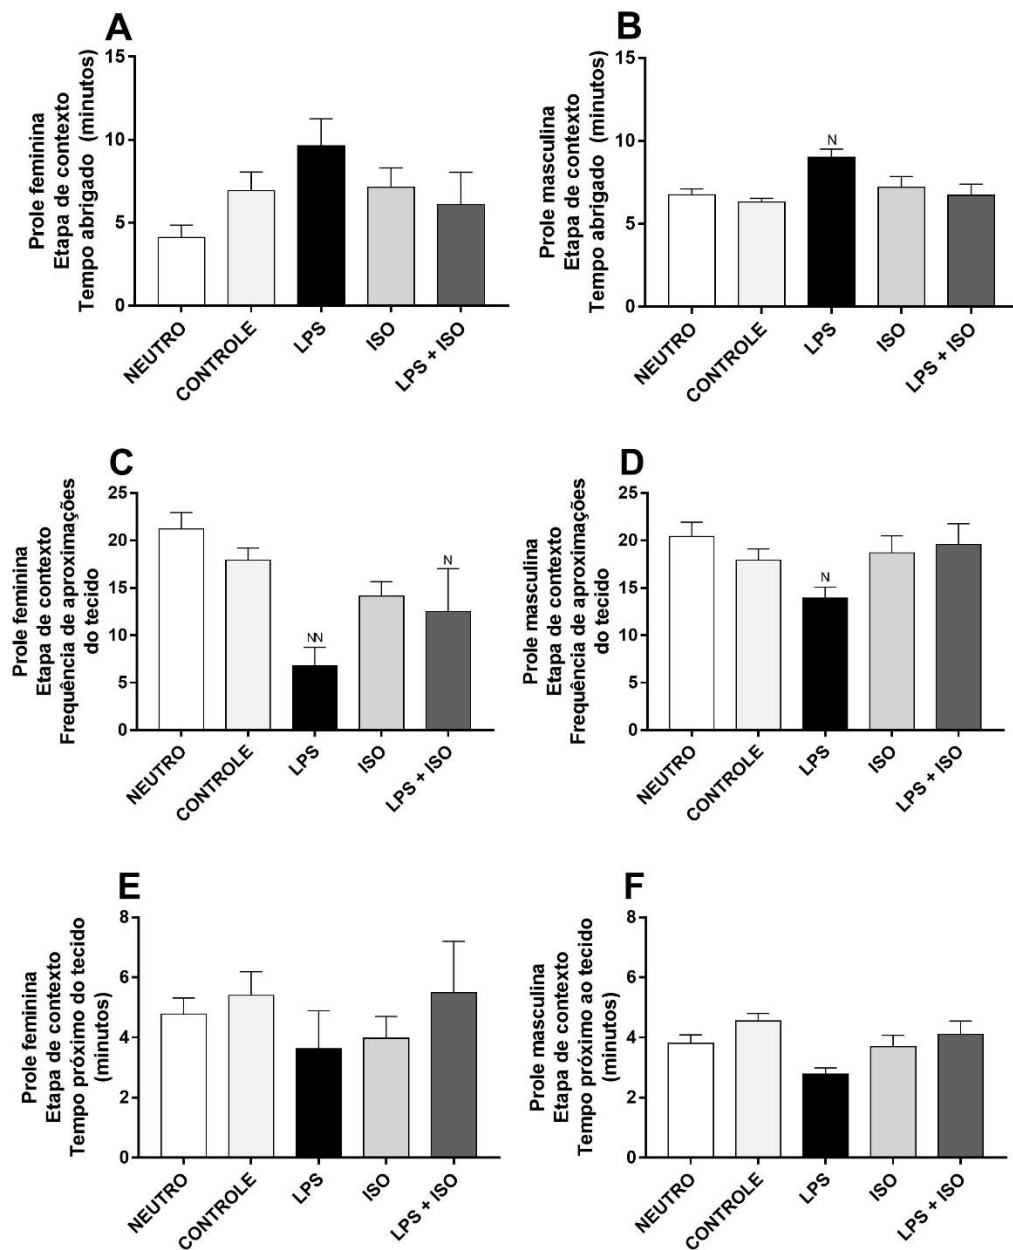 A
Prole feminina
Etapa de contexto
Tempo abrigado (minutos)
15
10
5
0
NEUTRO
CONTROLE
LPS
ISO
LPS + ISO
B
Prole masculina
Etapa de contexto
Tempo abrigado (minutos)
15
10
5
0
N
NEUTRO
CONTROLE
LPS
ISO
LPS + ISO
C
Prole feminina
Etapa de contexto
Frequência de aproximações
do tecido
25
20
15
10
5
0
NN
N
NEUTRO
CONTROLE
LPS
ISO
LPS + ISO
D
Prole masculina
Etapa de contexto
Frequência de aproximações
do tecido
25
20
15
10
5
0
N
NEUTRO
CONTROLE
LPS
ISO
LPS + ISO
E
Prole feminina
Etapa de contexto
Tempo próximo do tecido
(minutos)
8
6
4
2
0
NEUTRO
CONTROLE
LPS
ISO
LPS + ISO
F
Prole masculina
Etapa de contexto
Tempo próximo ao tecido
(minutos)
8
6
4
2
0
NEUTRO
CONTROLE
LPS
ISO
LPS + ISO